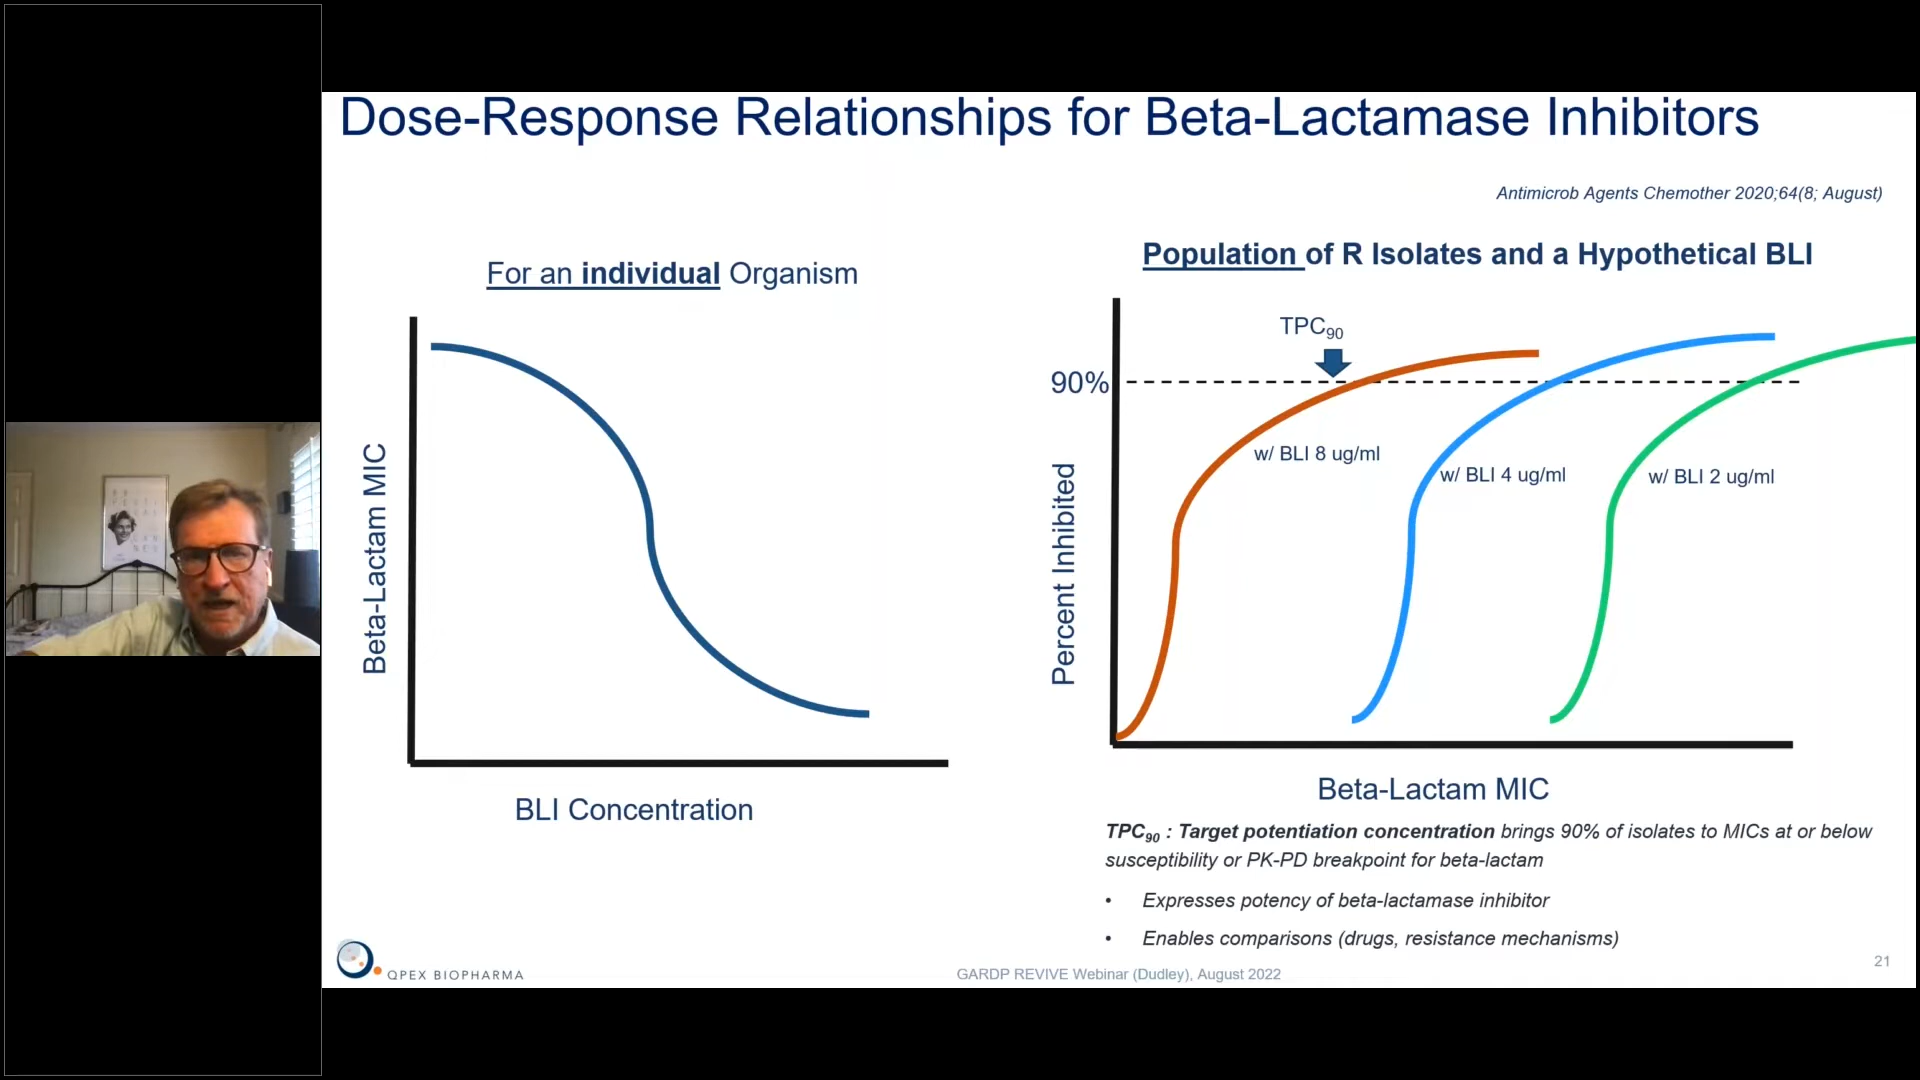 Dose-Response Relationships for Beta-Lactamase Inhibitors
Antimicrob Agents Chemother 2020;64(8; August)
For an individual Organism
Beta-Lactam MIC
BLI Concentration
Population of R Isolates and a Hypothetical BLI
TPC90
90%
w/ BLI 8 ug/ml
w/ BLI 4 ug/ml
w/ BLI 2 ug/ml
Percent Inhibited
Beta-Lactam MIC
TPC90 : Target potentiation concentration brings 90% of isolates to MICs at or below
susceptibility or PK-PD breakpoint for beta-lactam
• Expresses potency of beta-lactamase inhibitor
• Enables comparisons (drugs, resistance mechanisms)
QPEX BIOPHARMA
GARDP REVIVE Webinar (Dudley), August 2022
21